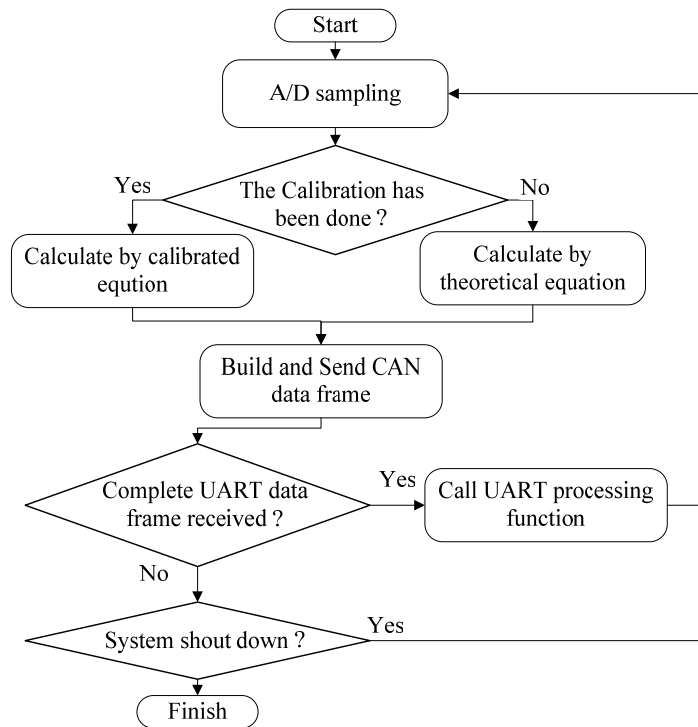 Start
A/D sampling
Yes
No
The Calibration has
been done ?
Calculate by calibrated
eqution
Calculate by
theoretical equation
Build and Send CAN
data frame
Complete UART data
frame received ?
Yes
Call UART processing
function
No
System shout down ?
Yes
Finish